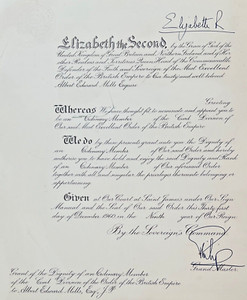 Elizabeth R
Elizabeth the Second, by the Grace of God of the
United Kingdom of Great Britain and Northern Ireland and of Her
Other Realms and Territories Queen, Head of the Commonwealth,
Defender of the Faith and Sovereign of the Most Excellent
Order of the British Empire to Our trusty and well beloved
Albert Edward Mills Esquire
Greeting
Whereas We have thought fit to nominate and appoint you to
be an Ordinary Member of the Civil Division of
Our said Most Excellent Order of the British Empire
We do by these presents grant unto you the Dignity of
an Ordinary Member of Our said Order and hereby
authorise you to have hold and enjoy the said Dignity and Rank
of an Ordinary Member of Our aforesaid Order
together with all and singular the privileges thereunto belonging or
appertaining.
Given at Our Court at Saint James's under Our Sign
Manual and the Seal of Our said Order this Thirty first
day of December 1960 in the Ninth year of Our Reign.
By the Sovereign's Command.
Grand Master.
Grant of the Dignity of an Ordinary Member
of the Civil Division of the Order of the British Empire
to Albert Edward Mills, Esq., J.P.